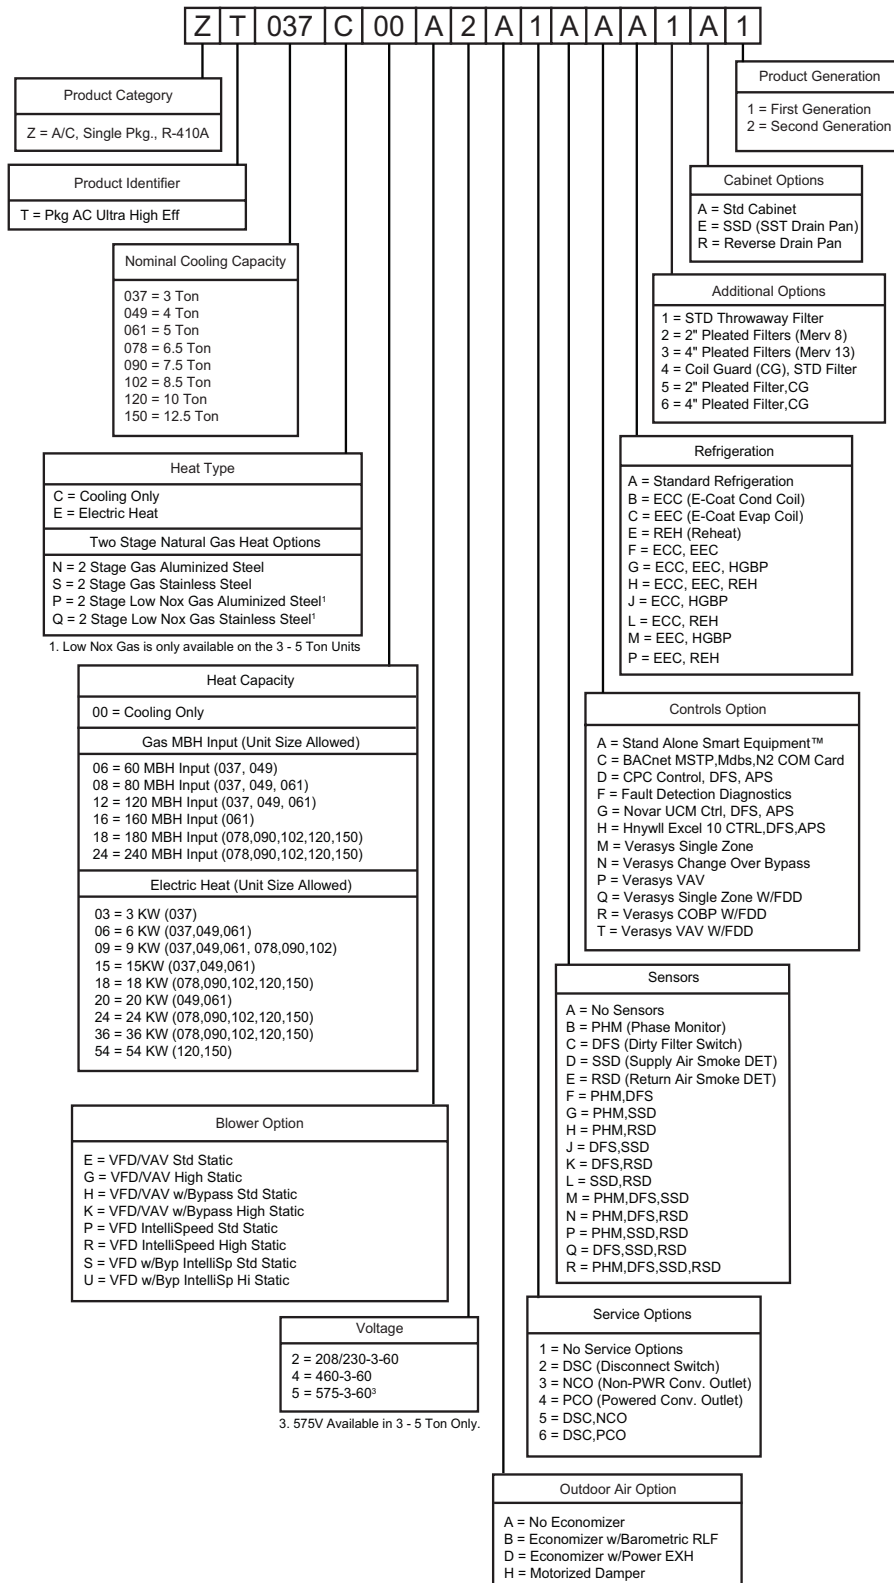 Z T 037 C 00 A 2 A 1 A A A 1 A 1
Product Category
Z = A/C, Single Pkg., R-410A
Product Identifier
T = Pkg AC Ultra High Eff
Nominal Cooling Capacity
037 = 3 Ton
049 = 4 Ton
061 = 5 Ton
078 = 6.5 Ton
090 = 7.5 Ton
102 = 8.5 Ton
120 = 10 Ton
150 = 12.5 Ton
Heat Type
C = Cooling Only
E = Electric Heat
Two Stage Natural Gas Heat Options
N = 2 Stage Gas Aluminized Steel
S = 2 Stage Gas Stainless Steel
P = 2 Stage Low Nox Gas Aluminized Steel¹
Q = 2 Stage Low Nox Gas Stainless Steel¹
1. Low Nox Gas is only available on the 3 - 5 Ton Units
Heat Capacity
00 = Cooling Only
Gas MBH Input (Unit Size Allowed)
06 = 60 MBH Input (037, 049)
08 = 80 MBH Input (037, 049, 061)
12 = 120 MBH Input (037, 049, 061)
16 = 160 MBH Input (061)
18 = 180 MBH Input (078,090,102,120,150)
24 = 240 MBH Input (078,090,102,120,150)
Electric Heat (Unit Size Allowed)
03 = 3 KW (037)
06 = 6 KW (037,049,061)
09 = 9 KW (037,049,061, 078,090,102)
15 = 15KW (037,049,061)
18 = 18 KW (078,090,102,120,150)
20 = 20 KW (049,061)
24 = 24 KW (078,090,102,120,150)
36 = 36 KW (078,090,102,120,150)
54 = 54 KW (120,150)
Blower Option
E = VFD/VAV Std Static
G = VFD/VAV High Static
H = VFD/VAV w/Bypass Std Static
K = VFD/VAV w/Bypass High Static
P = VFD IntelliSpeed Std Static
R = VFD IntelliSpeed High Static
S = VFD w/Byp IntelliSp Std Static
U = VFD w/Byp IntelliSp Hi Static
Voltage
2 = 208/230-3-60
4 = 460-3-60
5 = 575-3-60³
3. 575V Available in 3 - 5 Ton Only.
Product Generation
1 = First Generation
2 = Second Generation
Cabinet Options
A = Std Cabinet
E = SSD (SST Drain Pan)
R = Reverse Drain Pan
Additional Options
1 = STD Throwaway Filter
2 = 2" Pleated Filters (Merv 8)
3 = 4" Pleated Filters (Merv 13)
4 = Coil Guard (CG), STD Filter
5 = 2" Pleated Filter,CG
6 = 4" Pleated Filter,CG
Refrigeration
A = Standard Refrigeration
B = ECC (E-Coat Cond Coil)
C = EEC (E-Coat Evap Coil)
E = REH (Reheat)
F = ECC, EEC
G = ECC, EEC, HGBP
H = ECC, EEC, REH
J = ECC, HGBP
L = ECC, REH
M = EEC, HGBP
P = EEC, REH
Controls Option
A = Stand Alone Smart Equipment™
C = BACnet MSTP,Mdbs,N2 COM Card
D = CPC Control, DFS, APS
F = Fault Detection Diagnostics
G = Novar UCM Ctrl, DFS, APS
H = Hnywll Excel 10 CTRL,DFS,APS
M = Verasys Single Zone
N = Verasys Change Over Bypass
P = Verasys VAV
Q = Verasys Single Zone W/FDD
R = Verasys COBP W/FDD
T = Verasys VAV W/FDD
Sensors
A = No Sensors
B = PHM (Phase Monitor)
C = DFS (Dirty Filter Switch)
D = SSD (Supply Air Smoke DET)
E = RSD (Return Air Smoke DET)
F = PHM,DFS
G = PHM,SSD
H = PHM,RSD
J = DFS,SSD
K = DFS,RSD
L = SSD,RSD
M = PHM,DFS,SSD
N = PHM,DFS,RSD
P = PHM,SSD,RSD
Q = DFS,SSD,RSD
R = PHM,DFS,SSD,RSD
Service Options
1 = No Service Options
2 = DSC (Disconnect Switch)
3 = NCO (Non-PWR Conv. Outlet)
4 = PCO (Powered Conv. Outlet)
5 = DSC,NCO
6 = DSC,PCO
Outdoor Air Option
A = No Economizer
B = Economizer w/Barometric RLF
D = Economizer w/Power EXH
H = Motorized Damper